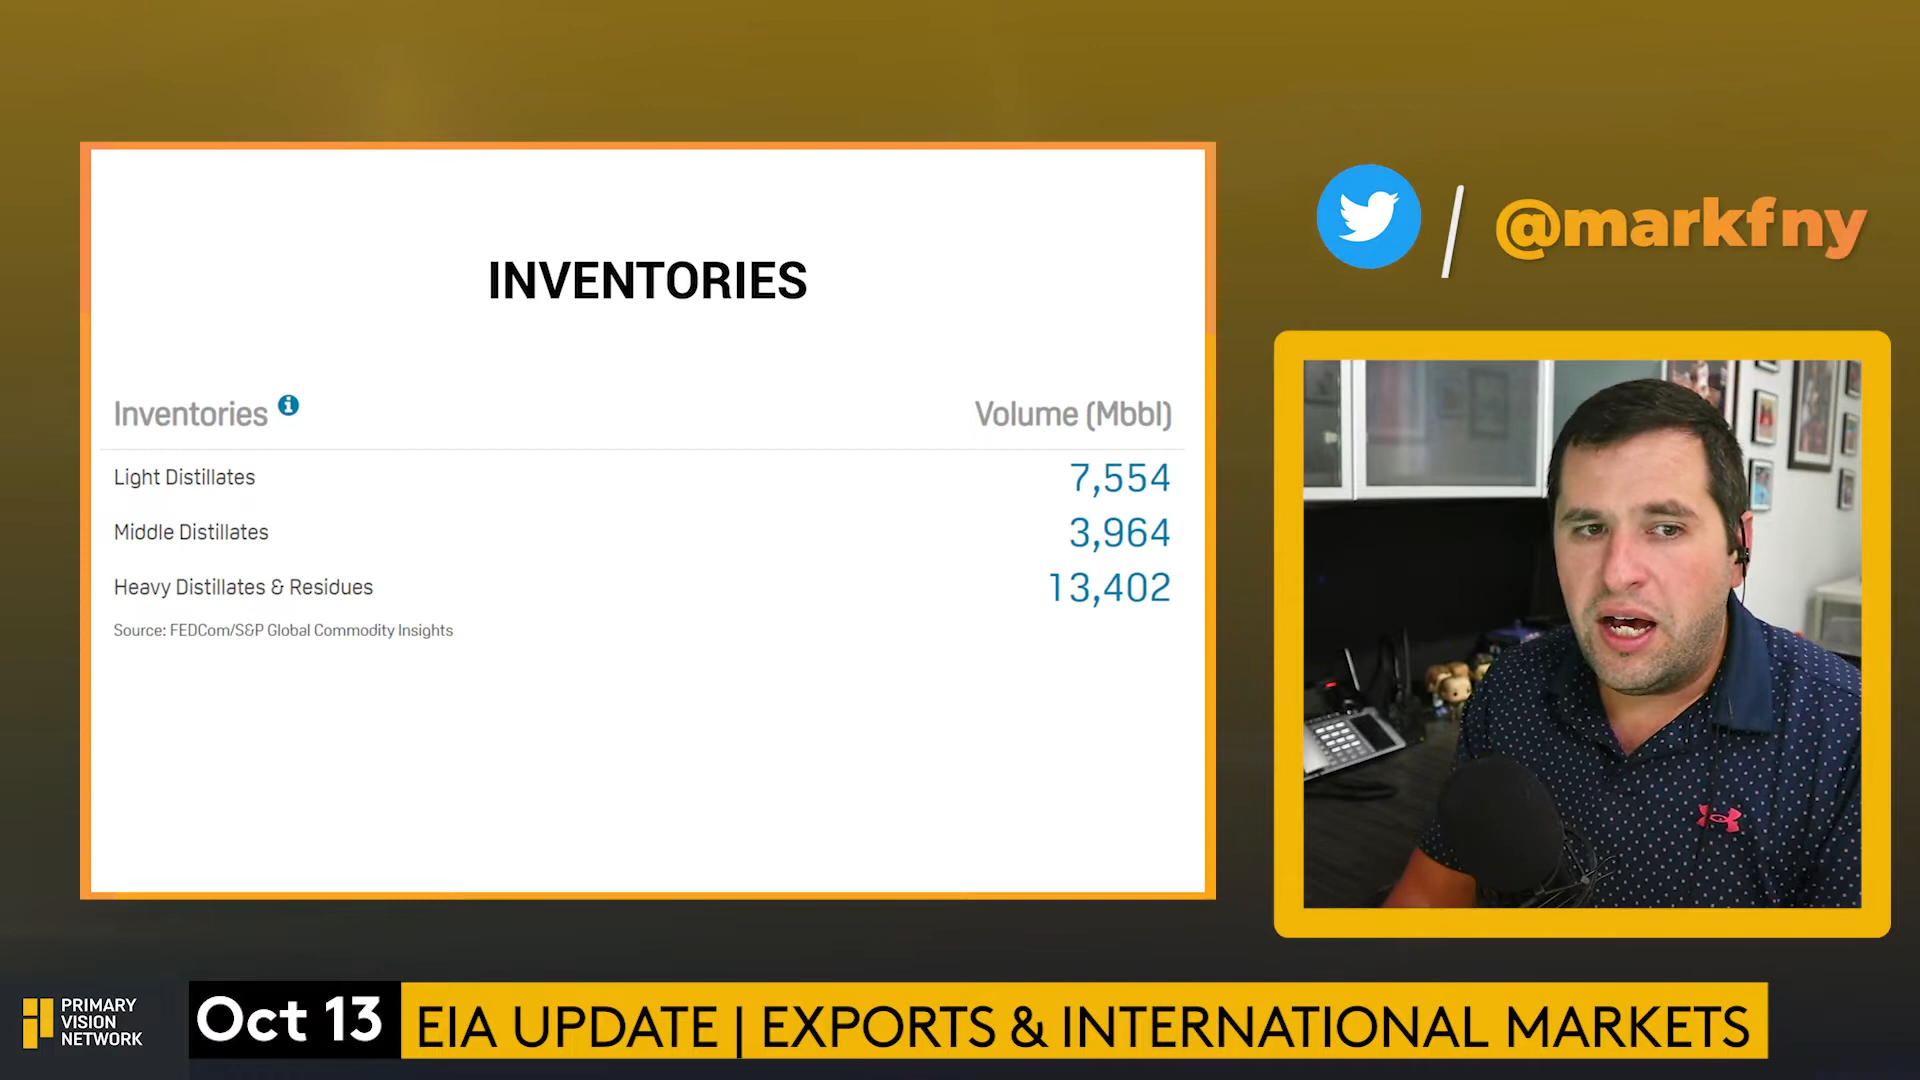 INVENTORIES
Inventories
Volume (Mbbl)
Light Distillates
7,554
Middle Distillates
3,964
Heavy Distillates & Residues
13,402
Source: FEDCom/S&P Global Commodity Insights
/ @markfny
PRIMARY
VISION
NETWORK
Oct 13
EIA UPDATE | EXPORTS & INTERNATIONAL MARKETS